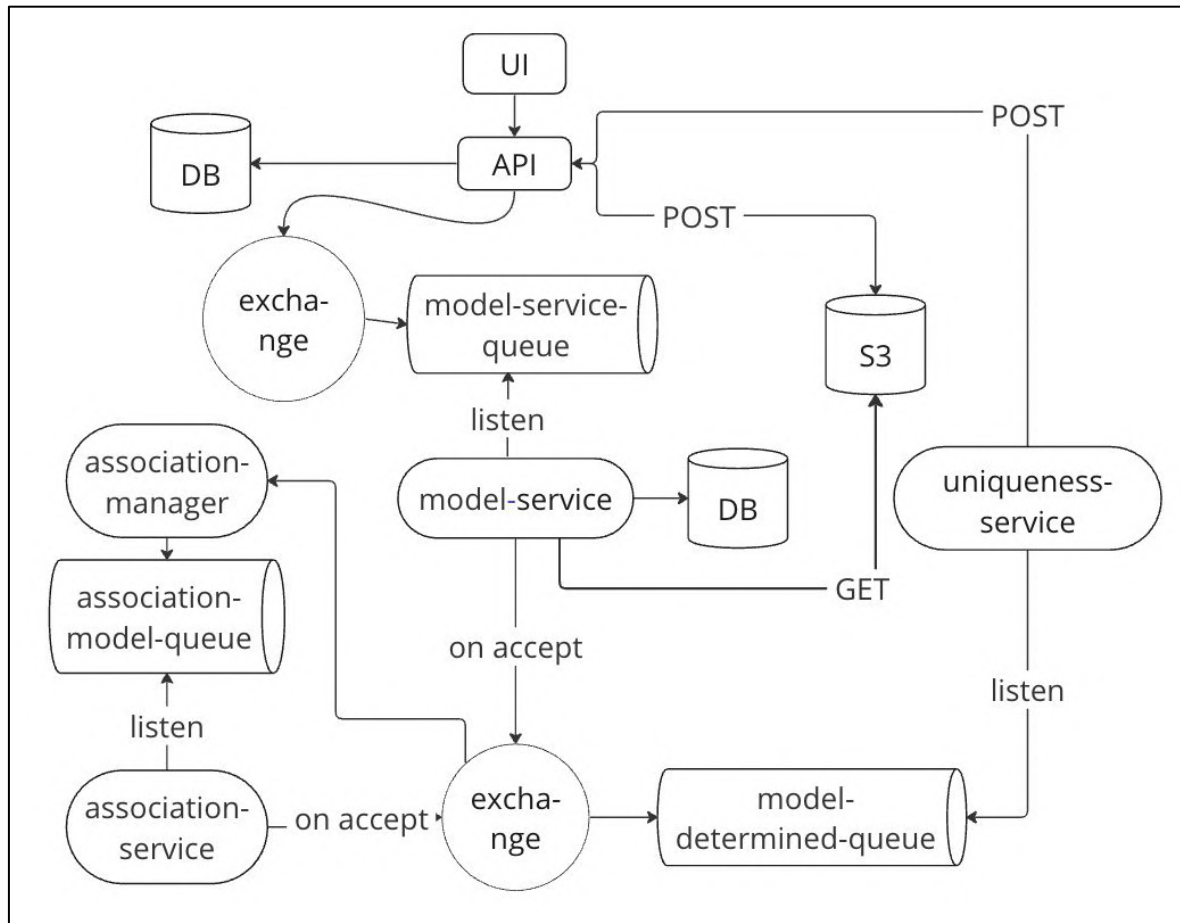 UI
POST
API
DB
POST
excha-
nge
model-service-
queue
S3
listen
association-
manager
model-service
DB
uniqueness-
service
association-
model-queue
GET
on accept
listen
listen
association-
service
on accept
excha-
nge
model-
determined-queue